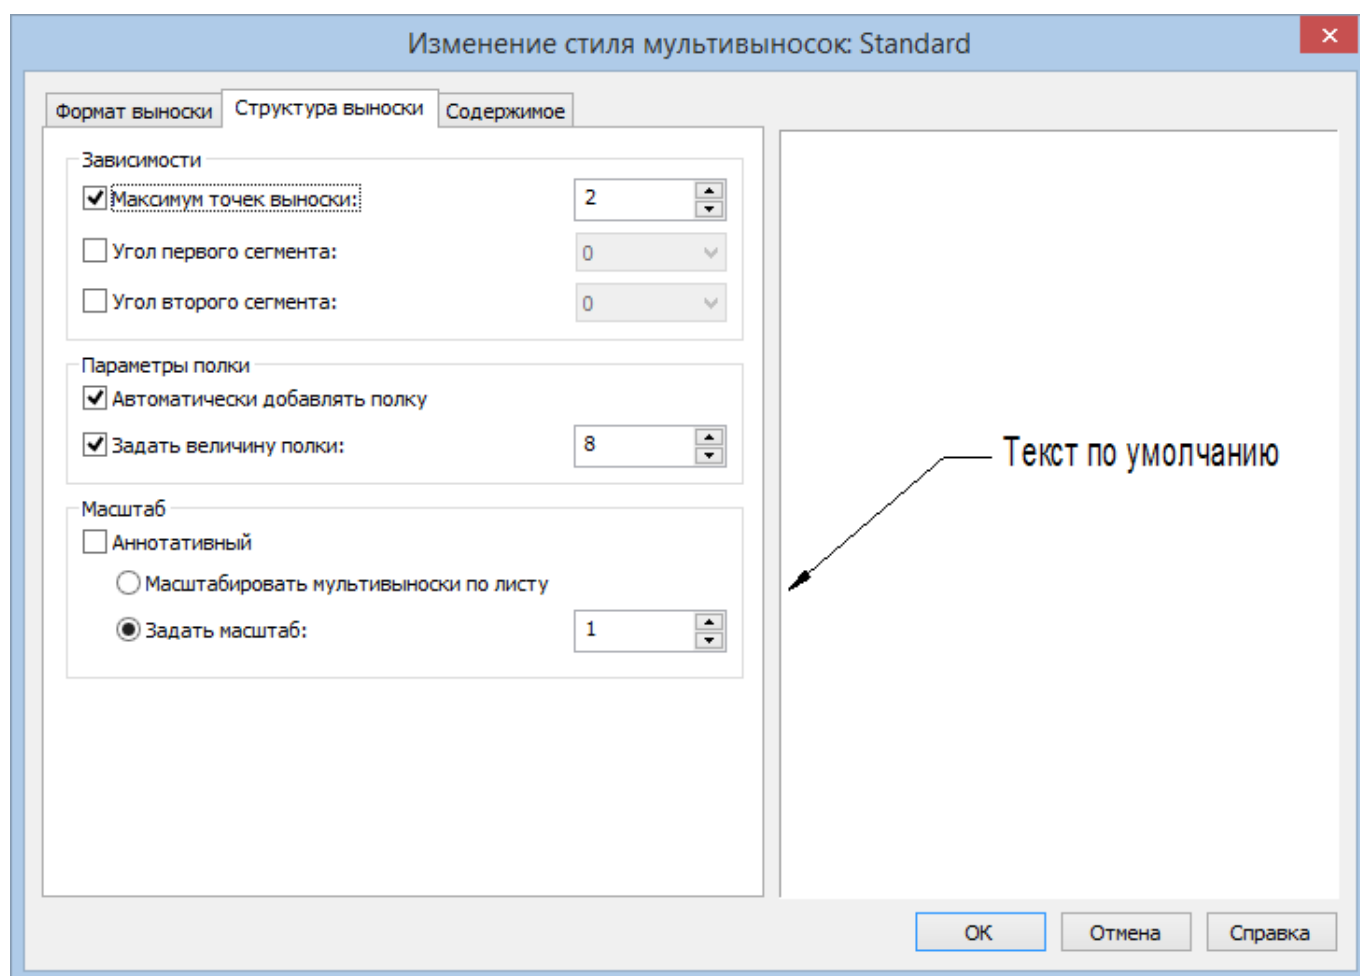 Изменение стиля мультивыносок: Standard
Формат выноски Структура выноски Содержимое
Зависимости
Максимум точек выноски: 2
Угол первого сегмента: 0
Угол второго сегмента: 0
Параметры полки
Автоматически добавлять полку
Задать величину полки: 8
Текст по умолчанию
Масштаб
Аннотативный
Масштабировать мультивыноски по листу
Задать масштаб: 1
ОК Отмена Справка